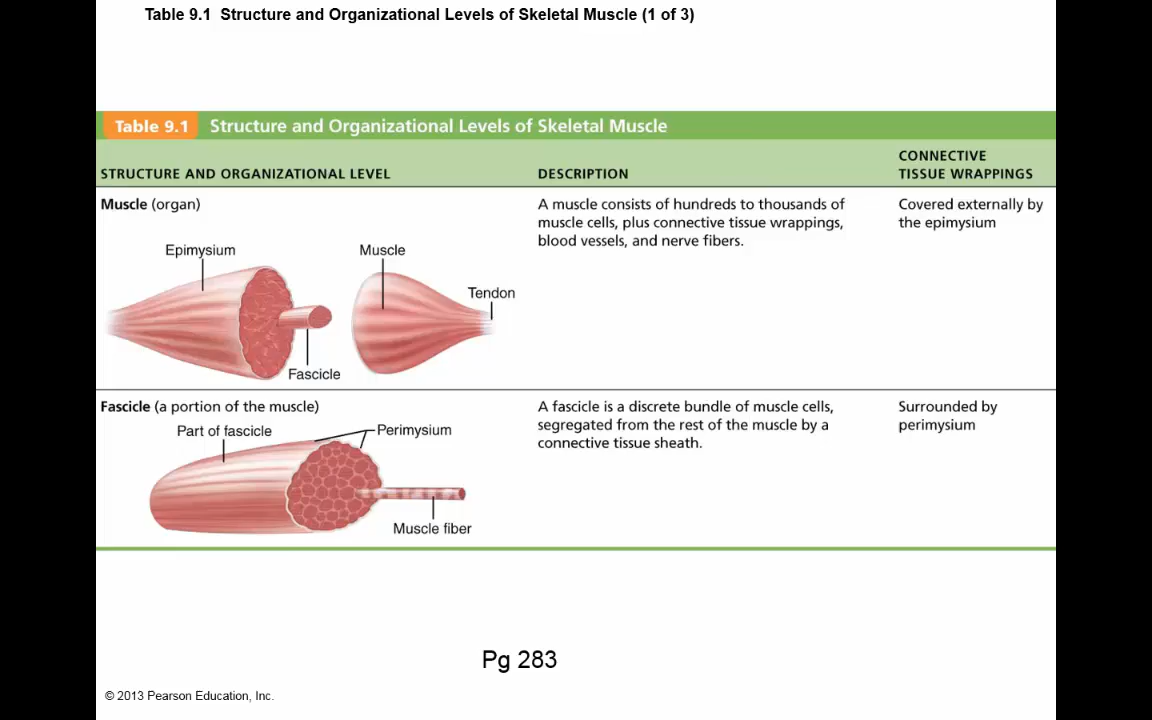 Table 9.1 Structure and Organizational Levels of Skeletal Muscle (1 of 3)
Table 9.1 Structure and Organizational Levels of Skeletal Muscle
STRUCTURE AND ORGANIZATIONAL LEVEL
DESCRIPTION
CONNECTIVE
TISSUE WRAPPINGS
Muscle (organ)
Epimysium
Muscle
Tendon
Fascicle
A muscle consists of hundreds to thousands of
muscle cells, plus connective tissue wrappings,
blood vessels, and nerve fibers.
Covered externally by
the epimysium
Fascicle (a portion of the muscle)
Part of fascicle
Perimysium
Muscle fiber
A fascicle is a discrete bundle of muscle cells,
segregated from the rest of the muscle by a
connective tissue sheath.
Surrounded by
perimysium
Pg 283
© 2013 Pearson Education, Inc.